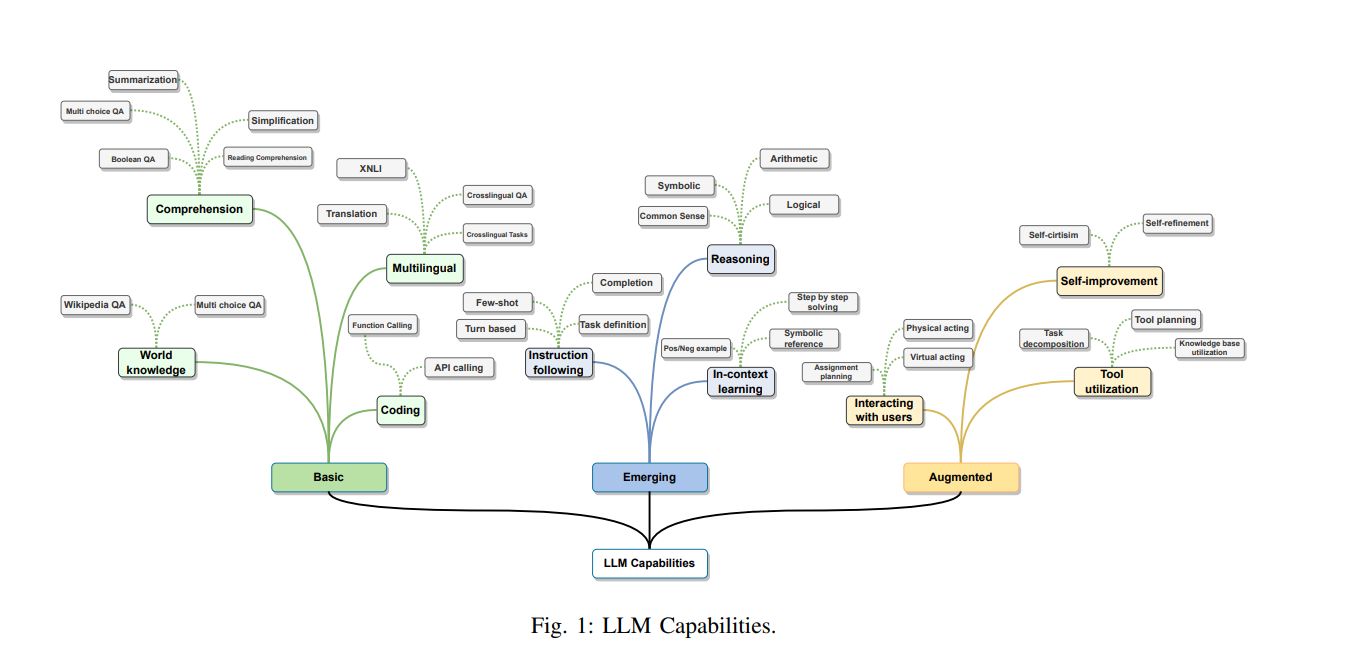 Summarization
Multi choice QA
Simplification
Boolean QA
Reading Comprehension
Comprehension
XNLI
Crosslingual QA
Translation
Crosslingual Tasks
Multilingual
Wikipedia QA
Multi choice QA
World
knowledge
Function Calling
API calling
Coding
Basic
Arithmetic
Symbolic
Logical
Common Sense
Reasoning
Completion
Few-shot
Turn based
Task definition
Instruction
following
Step by step
solving
Symbolic
reference
Pos/Neg example
In-context
learning
Emerging
Self-refinement
Self-cirtisim
Self-improvement
Physical acting
Virtual acting
Assignment
planning
Interacting
with users
Tool planning
Task
decomposition
Knowledge base
utilization
Tool
utilization
Augmented
LLM Capabilities
Fig. 1: LLM Capabilities.